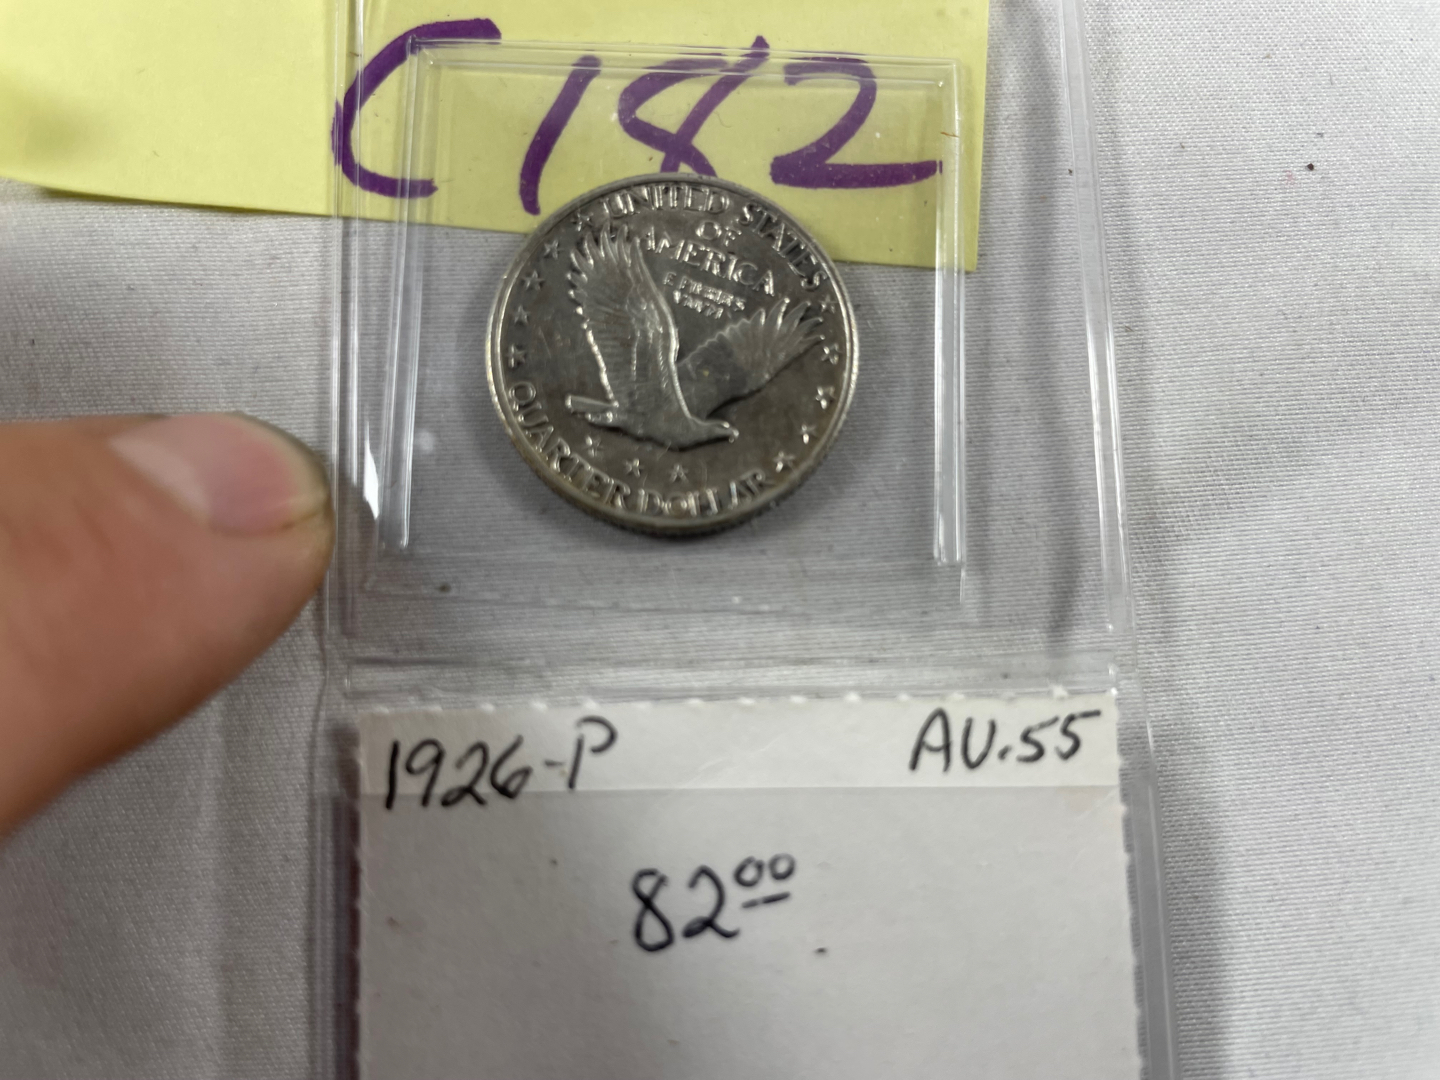 C182
UNITED STATES
OF
AMERICA
E PLURIBUS
UNUM
QUARTER DOLLAR
1926-P AU.55
82.00